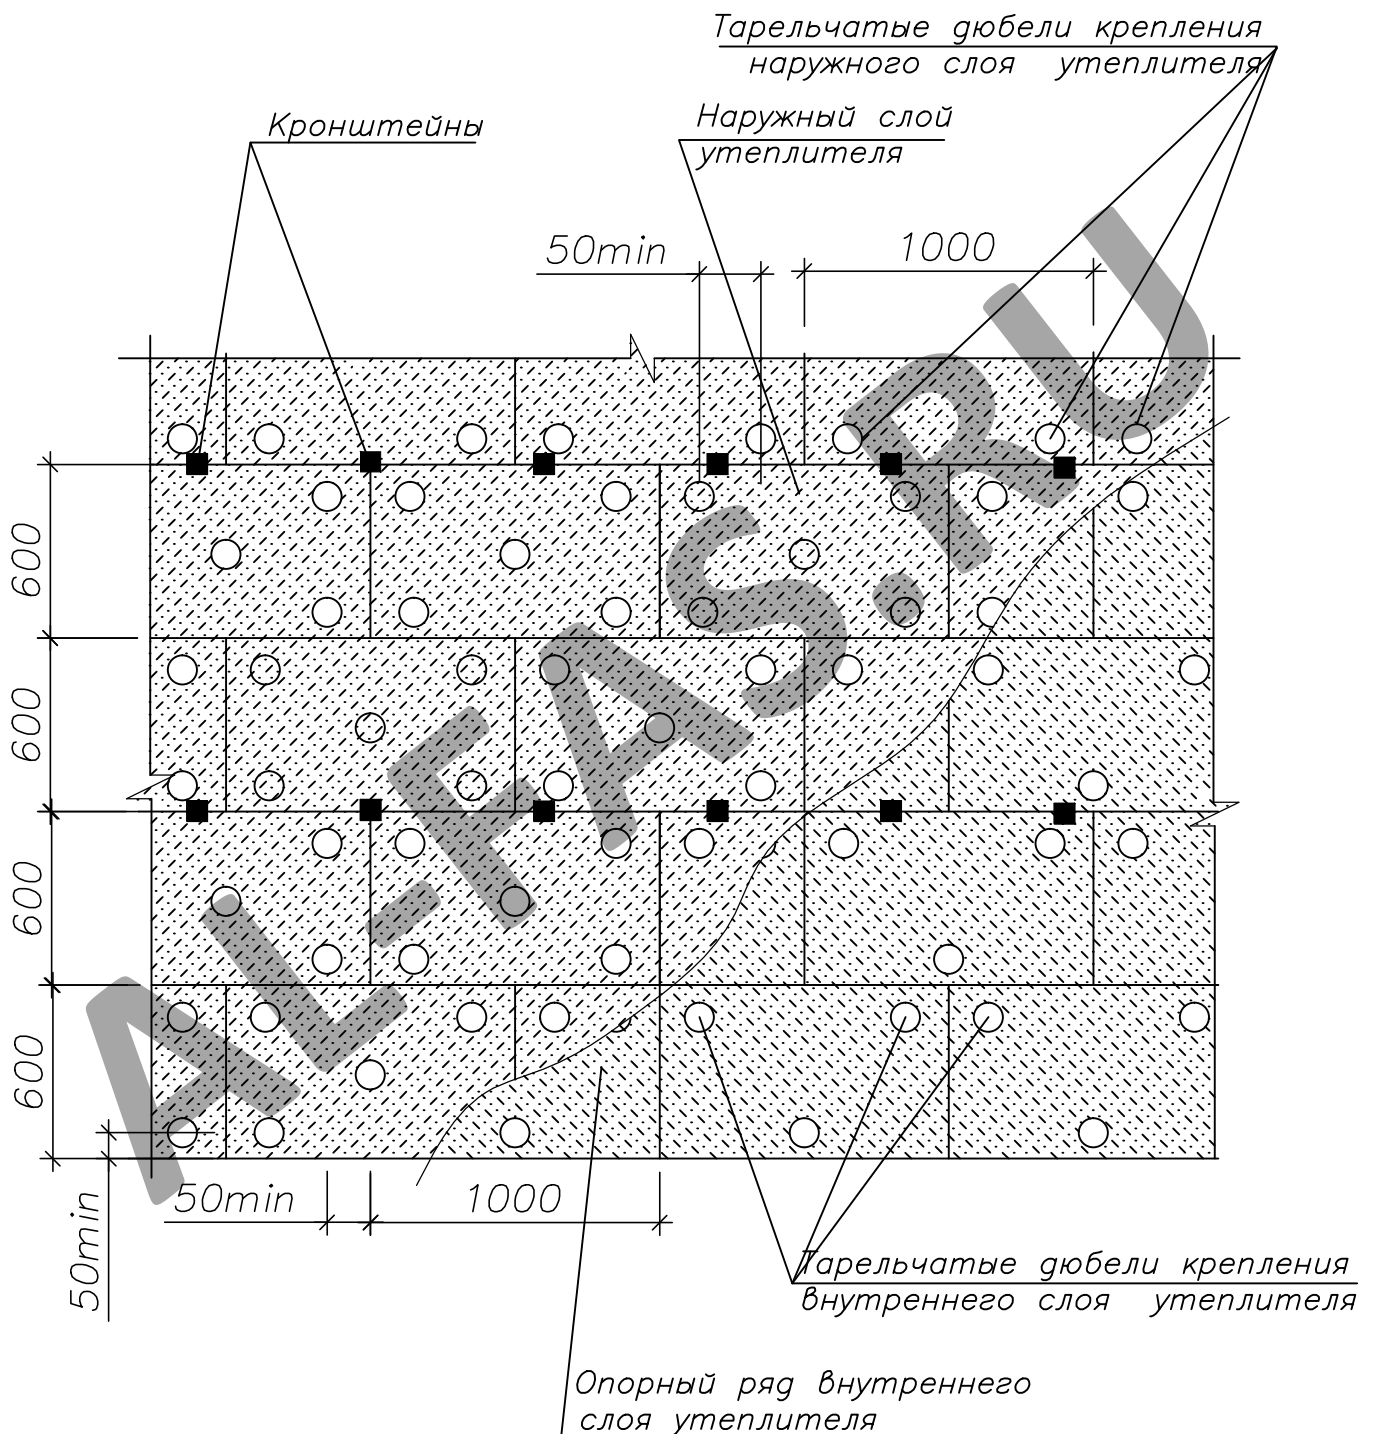 Тарельчатые дюбели крепления
наружного слоя утеплителя
Наружный слой
утеплителя
Кронштейны
50min
1000
600
600
600
600
50min
50min
1000
Тарельчатые дюбели крепления
внутреннего слоя утеплителя
Опорный ряд внутреннего
слоя утеплителя
AL-FAS.RU